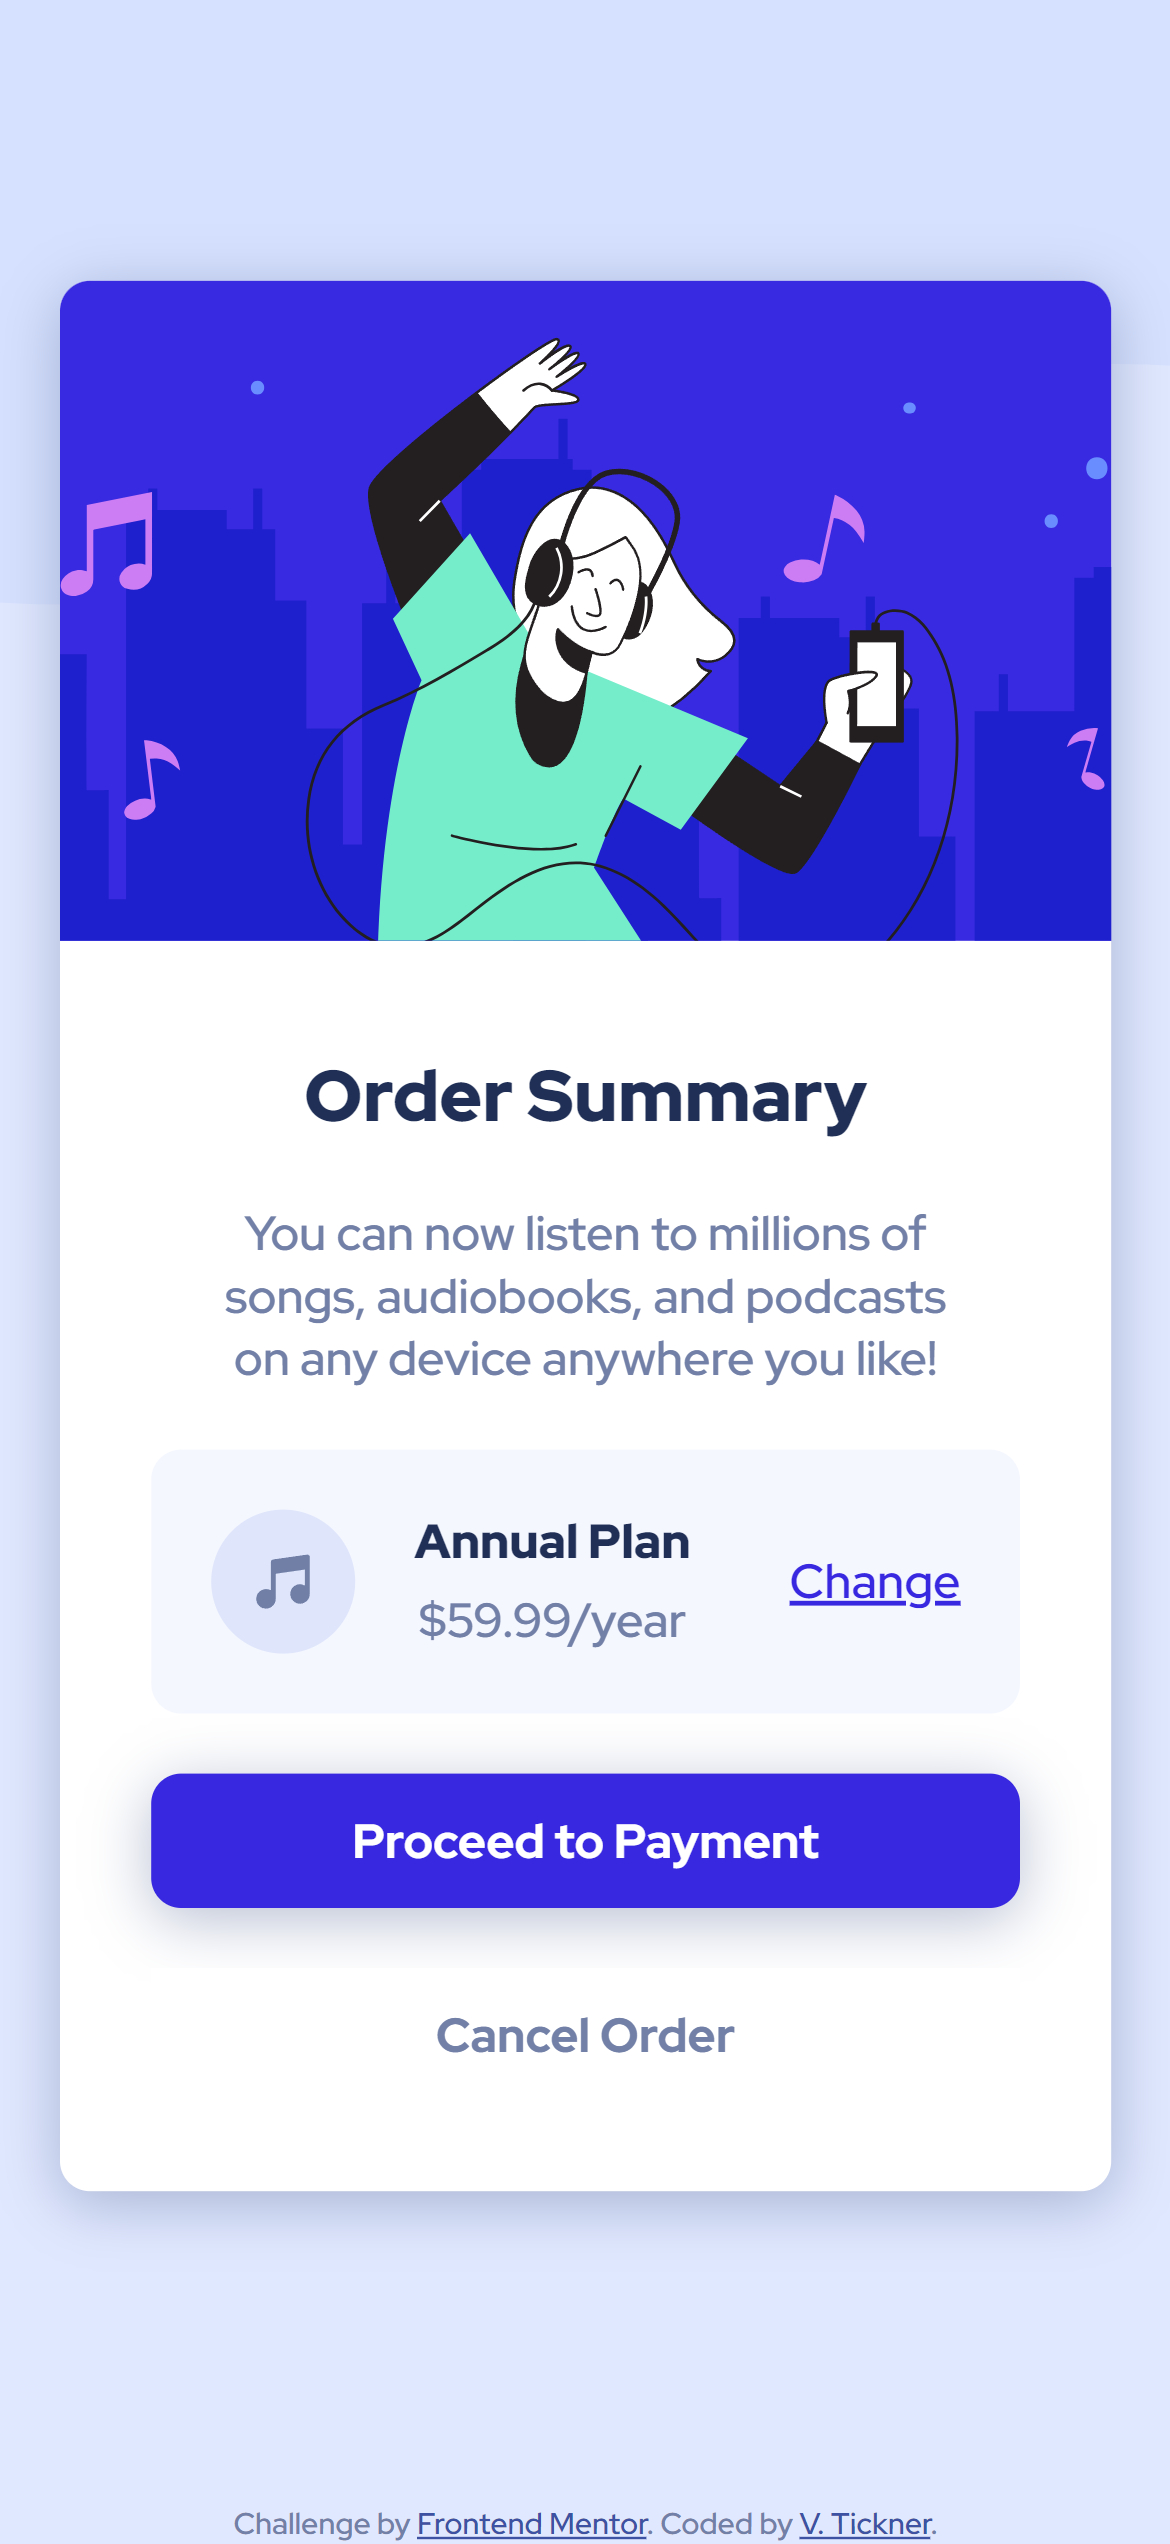 Order Summary
You can now listen to millions of
songs, audiobooks, and podcasts
on any device anywhere you like!
Annual Plan
$59.99/year
Change
Proceed to Payment
Cancel Order
Challenge by Frontend Mentor. Coded by V. Tickner.